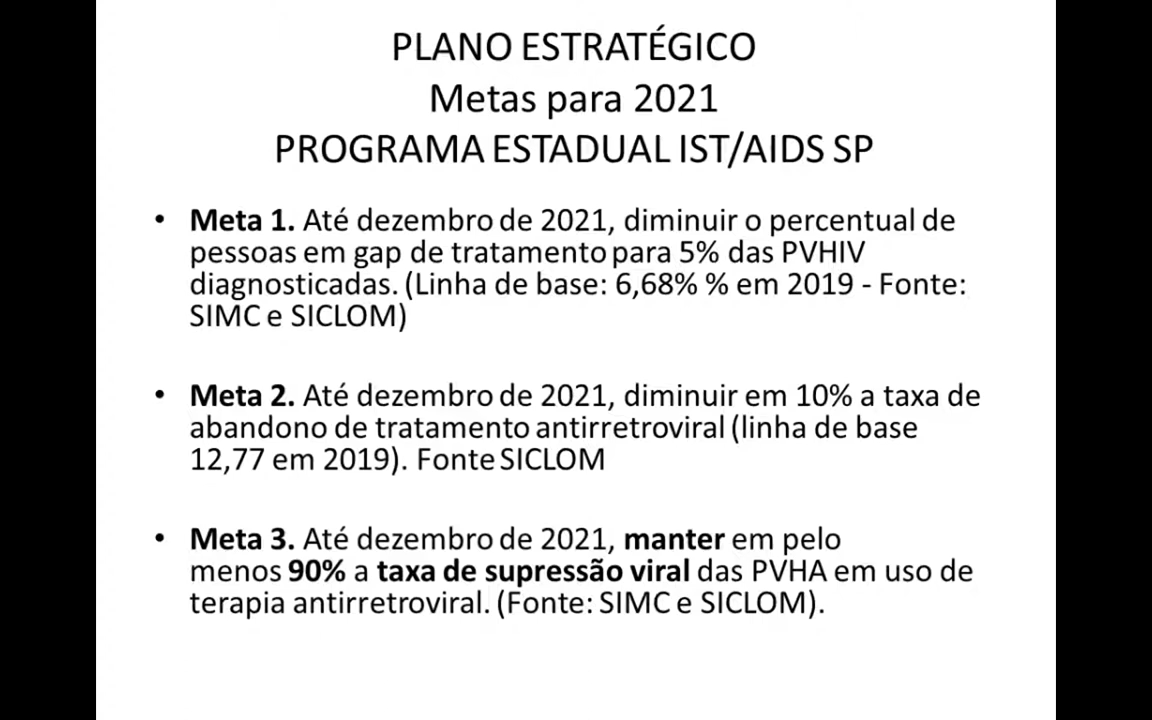 PLANO ESTRATÉGICO
Metas para 2021
PROGRAMA ESTADUAL IST/AIDS SP
• Meta 1. Até dezembro de 2021, diminuir o percentual de
pessoas em gap de tratamento para 5% das PVHIV
diagnosticadas. (Linha de base: 6,68% % em 2019 - Fonte:
SIMC e SICLOM)
• Meta 2. Até dezembro de 2021, diminuir em 10% a taxa de
abandono de tratamento antirretroviral (linha de base
12,77 em 2019). Fonte SICLOM
• Meta 3. Até dezembro de 2021, manter em pelo
menos 90% a taxa de supressão viral das PVHA em uso de
terapia antirretroviral. (Fonte: SIMC e SICLOM).